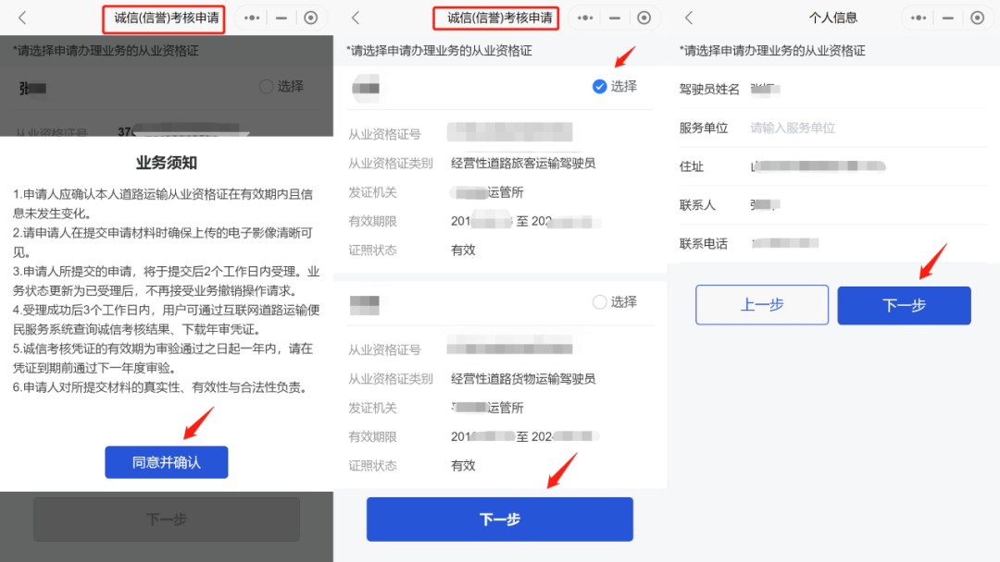 诚信(信誉)考核申请
*请选择申请办理业务的从业资格证
张
选择
从业资格证号
37
业务须知
1.申请人应确认本人道路运输从业资格证在有效期内且信
息未发生变化。
2.请申请人在提交申请材料时确保上传的电子影像清晰可
见。
3.申请人所提交的申请，将于提交后2个工作日内受理。业
务状态更新为已受理后，不再接受业务撤销操作请求。
4.受理成功后3个工作日内，用户可通过互联网道路运输便
民服务系统查询诚信考核结果、下载年审凭证。
5.诚信考核凭证的有效期为审验通过之日起一年内，请在
凭证到期前通过下一年度审验。
6.申请人对所提交材料的真实性、有效性与合法性负责。
同意并确认
下一步
诚信(信誉)考核申请
*请选择申请办理业务的从业资格证
选择
从业资格证号
从业资格证类别 经营性道路旅客运输驾驶员
发证机关 运管所
有效期限 201 至 202
证照状态 有效
选择
从业资格证号
从业资格证类别 经营性道路货物运输驾驶员
发证机关 运管所
有效期限 201 至 202
证照状态 有效
下一步
个人信息
*请选择申请办理业务的从业资格证
驾驶员姓名
服务单位 请输入服务单位
住址
联系人
联系电话
上一步
下一步